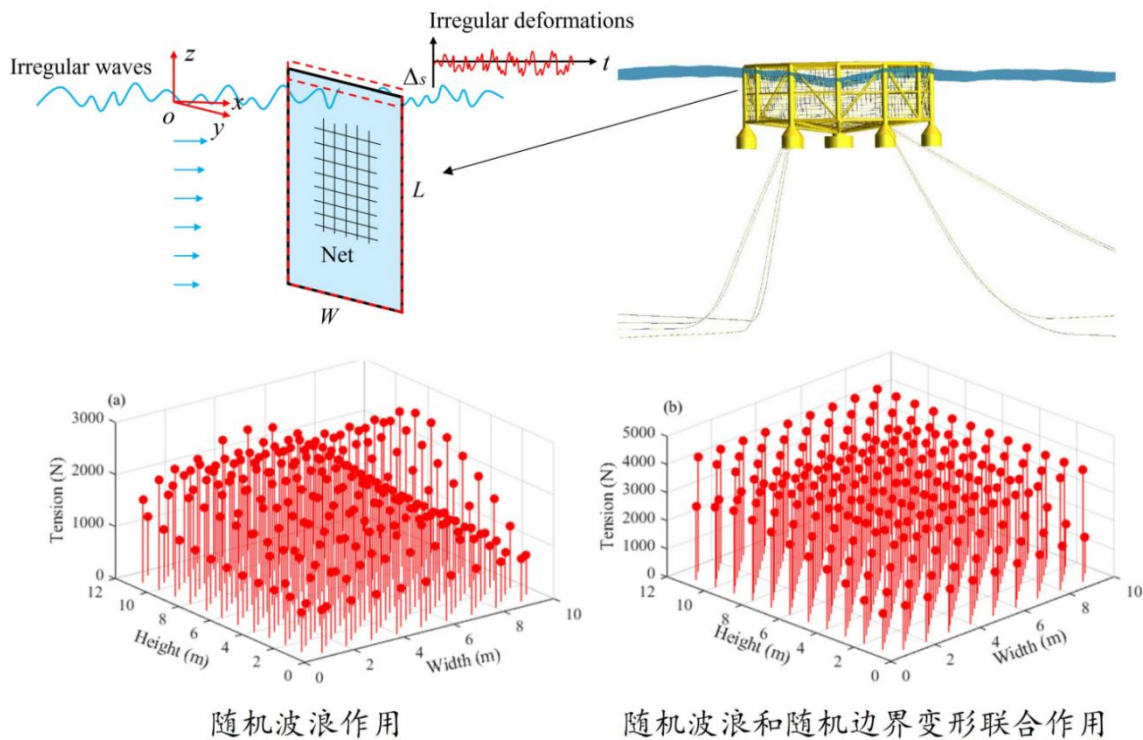 Irregular deformations
Irregular waves
z
Δs
t
x
o
y
L
Net
W
(a)
3000
2000
1000
0
Tension (N)
12
10
8
6
4
2
0
Height (m)
0
2
4
6
8
10
Width (m)
(b)
5000
4000
3000
2000
1000
0
Tension (N)
12
10
8
6
4
2
0
Height (m)
0
2
4
6
8
10
Width (m)
随机波浪作用
随机波浪和随机边界变形联合作用